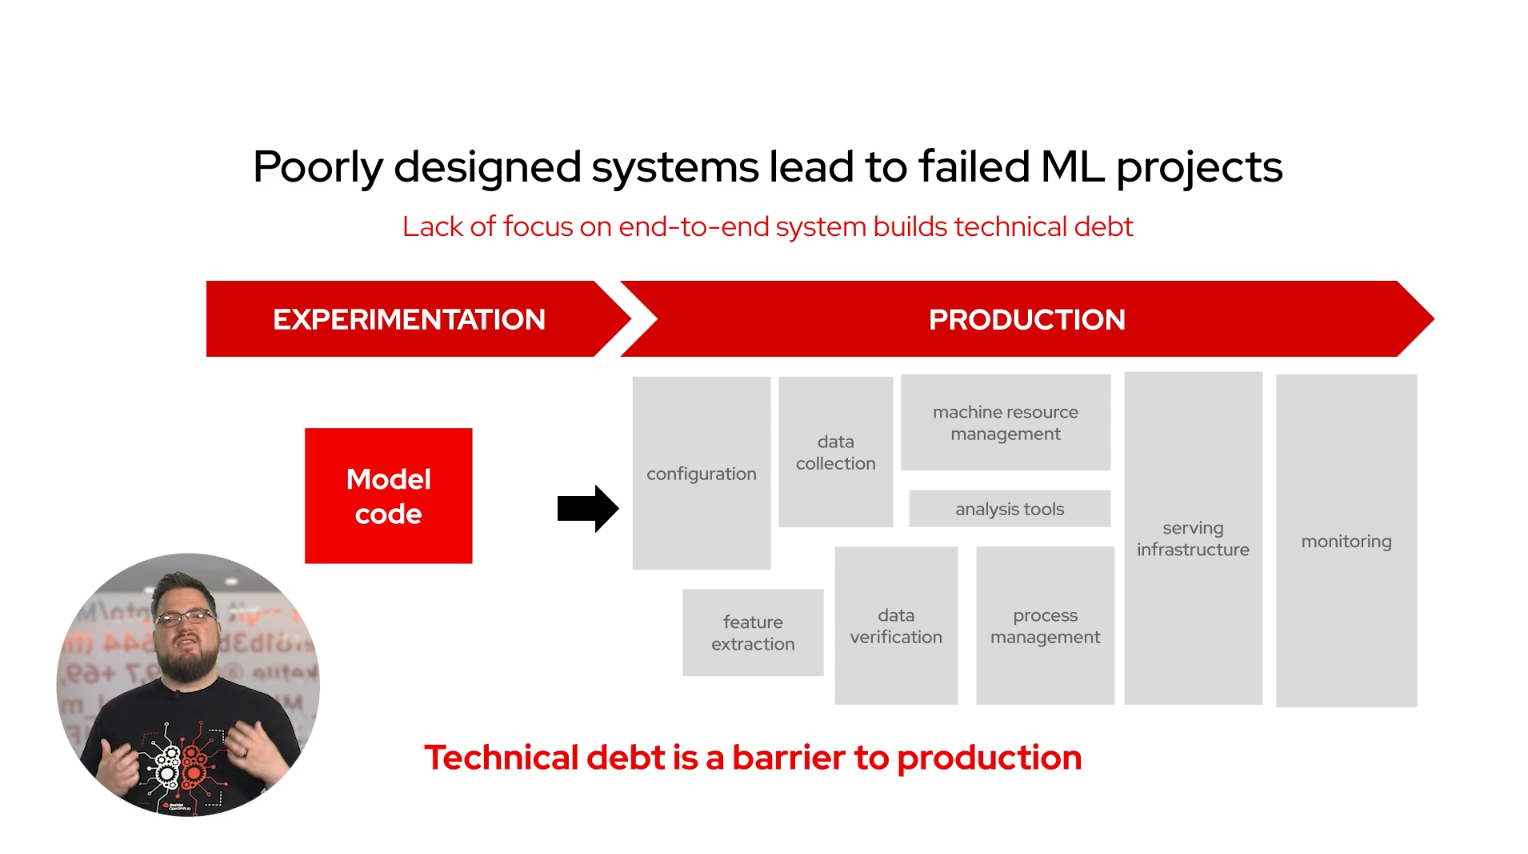 Poorly designed systems lead to failed ML projects
Lack of focus on end-to-end system builds technical debt
EXPERIMENTATION
PRODUCTION
Model
code
configuration
data
collection
machine resource
management
analysis tools
feature
extraction
data
verification
process
management
serving
infrastructure
monitoring
Technical debt is a barrier to production